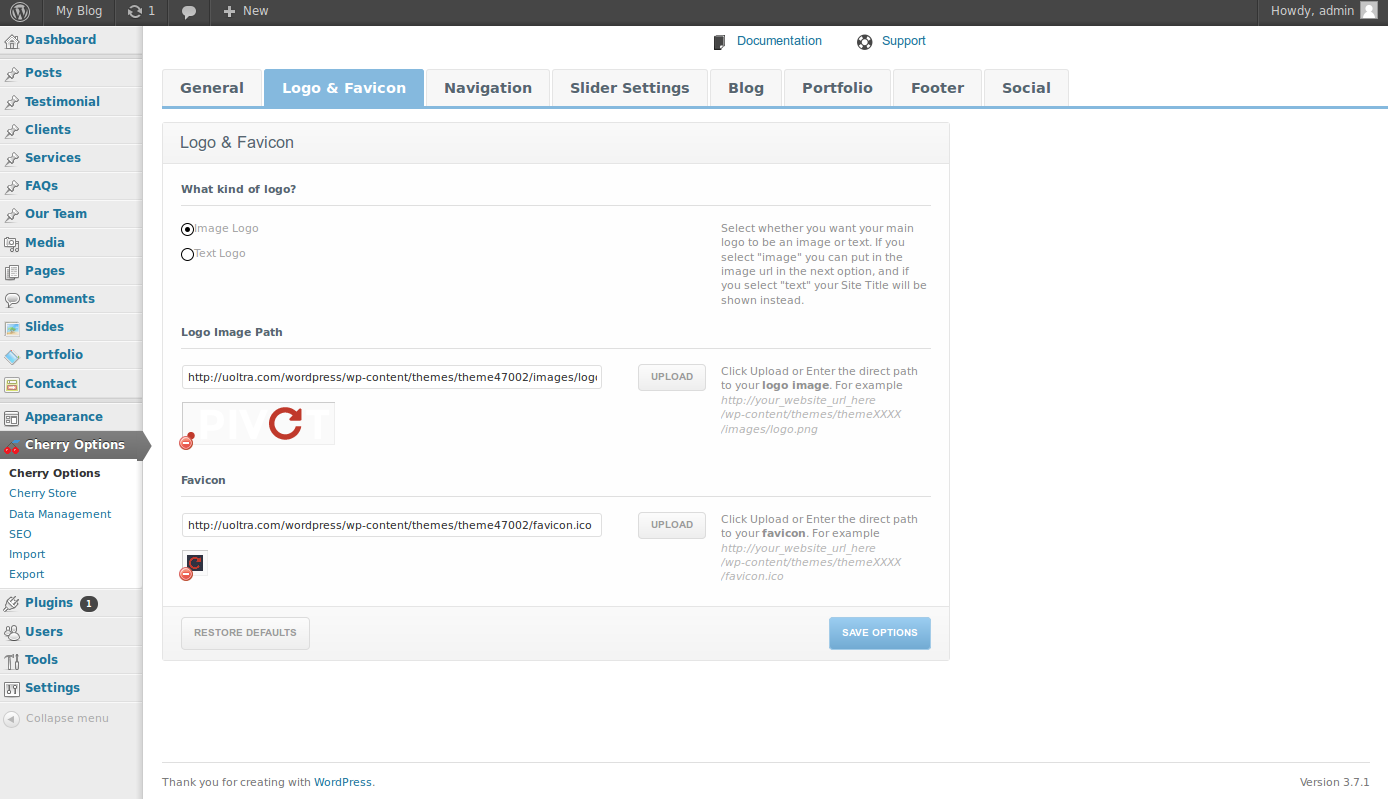 My Blog 1 New Howdy, admin
Dashboard
Posts
Testimonial
Clients
Services
FAQs
Our Team
Media
Pages
Comments
Slides
Portfolio
Contact
Appearance
Cherry Options
Cherry Options
Cherry Store
Data Management
SEO
Import
Export
Plugins 1
Users
Tools
Settings
Collapse menu
Documentation Support
General Logo & Favicon Navigation Slider Settings Blog Portfolio Footer Social
Logo & Favicon
What kind of logo?
Image Logo
Text Logo
Select whether you want your main
logo to be an image or text. If you
select "image" you can put in the
image url in the next option, and if
you select "text" your Site Title will be
shown instead.
Logo Image Path
http://uoltra.com/wordpress/wp-content/themes/theme47002/images/logo
UPLOAD
Click Upload or Enter the direct path
to your logo image. For example
http://your_website_url_here
/wp-content/themes/themeXXXX
/images/logo.png
PIVOT
Favicon
http://uoltra.com/wordpress/wp-content/themes/theme47002/favicon.ico
UPLOAD
Click Upload or Enter the direct path
to your favicon. For example
http://your_website_url_here
/wp-content/themes/themeXXXX
/favicon.ico
RESTORE DEFAULTS SAVE OPTIONS
Thank you for creating with WordPress. Version 3.7.1